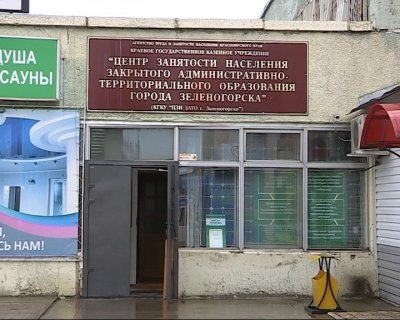 ДУША
САУНЫ
АГЕНТСТВО ТРУДА И ЗАНЯТОСТИ НАСЕЛЕНИЯ КРАСНОЯРСКОГО КРАЯ
КРАЕВОЕ ГОСУДАРСТВЕННОЕ КАЗЕННОЕ УЧРЕЖДЕНИЕ
"ЦЕНТР ЗАНЯТОСТИ НАСЕЛЕНИЯ
ЗАКРЫТОГО АДМИНИСТРАТИВНО-
ТЕРРИТОРИАЛЬНОГО ОБРАЗОВАНИЯ
ГОРОДА ЗЕЛЕНОГОРСКА"
(КГКУ "ЦЗН ЗАТО г. Зеленогорска")
СЬ НАМ!